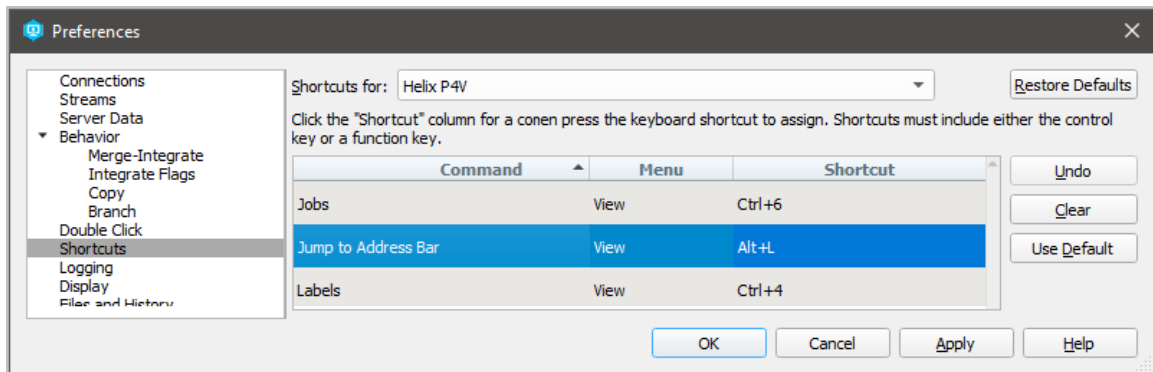 Preferences
Connections
Streams
Server Data
Behavior
Merge-Integrate
Integrate Flags
Copy
Branch
Double Click
Shortcuts
Logging
Display
Files and History
Shortcuts for: Helix P4V
Restore Defaults
Click the "Shortcut" column for a conen press the keyboard shortcut to assign. Shortcuts must include either the control
key or a function key.
Command Menu Shortcut
Jobs View Ctrl+6
Jump to Address Bar View Alt+L
Labels View Ctrl+4
Undo
Clear
Use Default
OK Cancel Apply Help